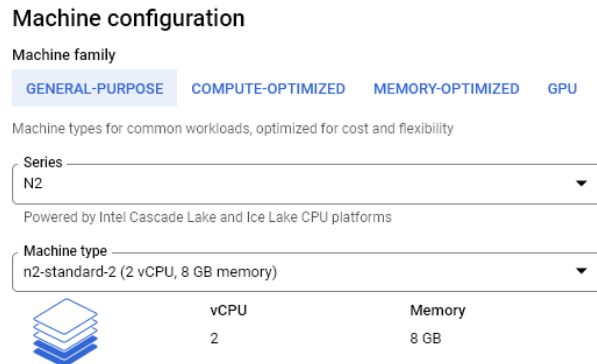 Machine configuration
Machine family
GENERAL-PURPOSE COMPUTE-OPTIMIZED MEMORY-OPTIMIZED GPU
Machine types for common workloads, optimized for cost and flexibility
Series
N2
Powered by Intel Cascade Lake and Ice Lake CPU platforms
Machine type
n2-standard-2 (2 vCPU, 8 GB memory)
vCPU Memory
2 8 GB